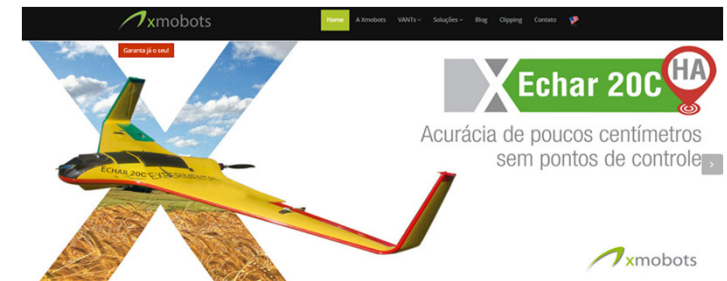 xmobots
Home A Xmobots VANTs Soluções Blog Clipping Contato
Garanta já o seu!
X Echar 20C HA
Acurácia de poucos centímetros
sem pontos de controle
ECHAR 20C EXPERIMENTAL
xmobots